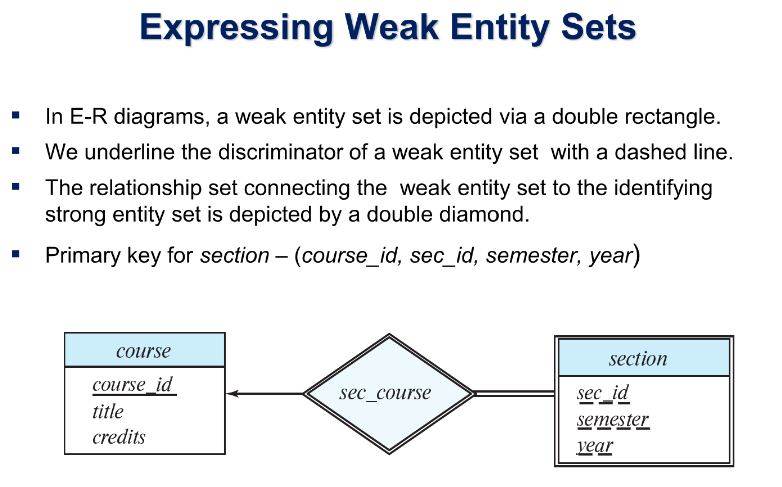 Expressing Weak Entity Sets
▪ In E-R diagrams, a weak entity set is depicted via a double rectangle.
▪ We underline the discriminator of a weak entity set with a dashed line.
▪ The relationship set connecting the weak entity set to the identifying
strong entity set is depicted by a double diamond.
▪ Primary key for section – (course_id, sec_id, semester, year)
course
course_id
title
credits
sec_course
section
sec_id
semester
year